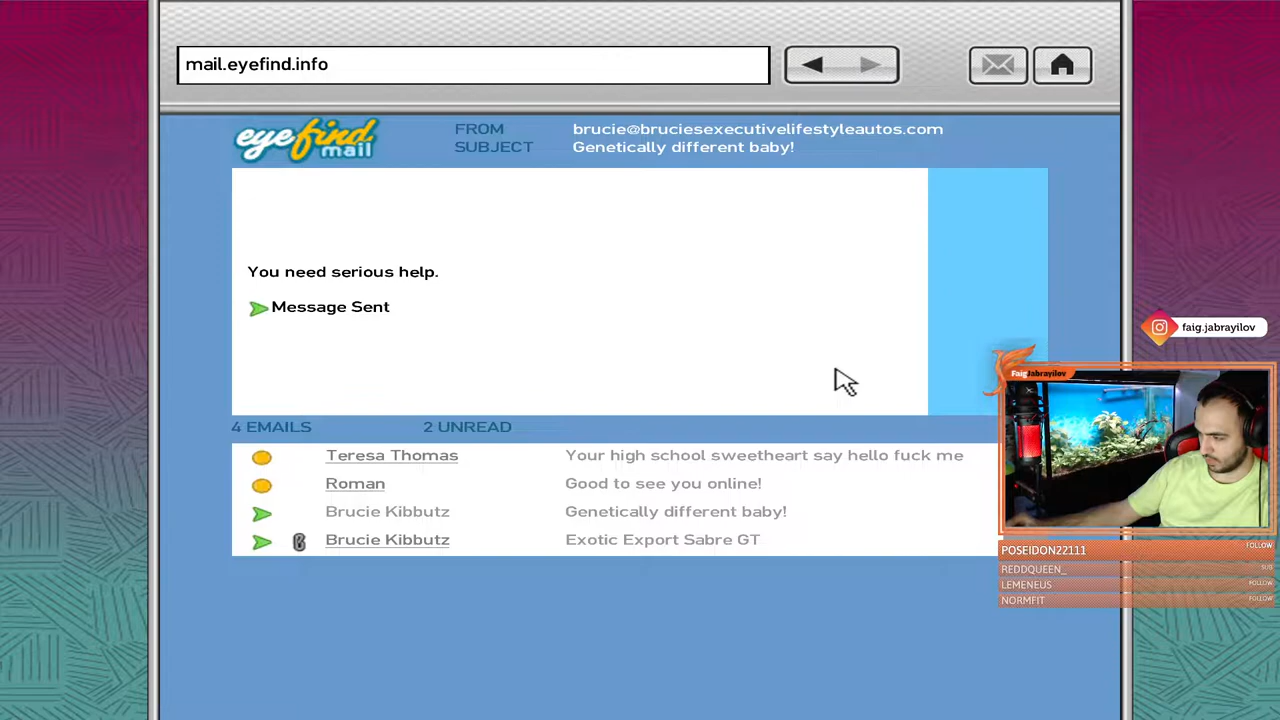 mail.eyefind.info
eyefind mail
FROM brucie@bruciesexecutivelifestyleautos.com
SUBJECT Genetically different baby!
You need serious help.
Message Sent
faig.jabrayilov
FaigJabrayilov
4 EMAILS 2 UNREAD
Teresa Thomas Your high school sweetheart say hello fuck me
Roman Good to see you online!
Brucie Kibbutz Genetically different baby!
Brucie Kibbutz Exotic Export Sabre GT
POSEIDON22111 FOLLOW
REDDQUEEN_ SUB
LEMENEUS FOLLOW
NORMFIT FOLLOW